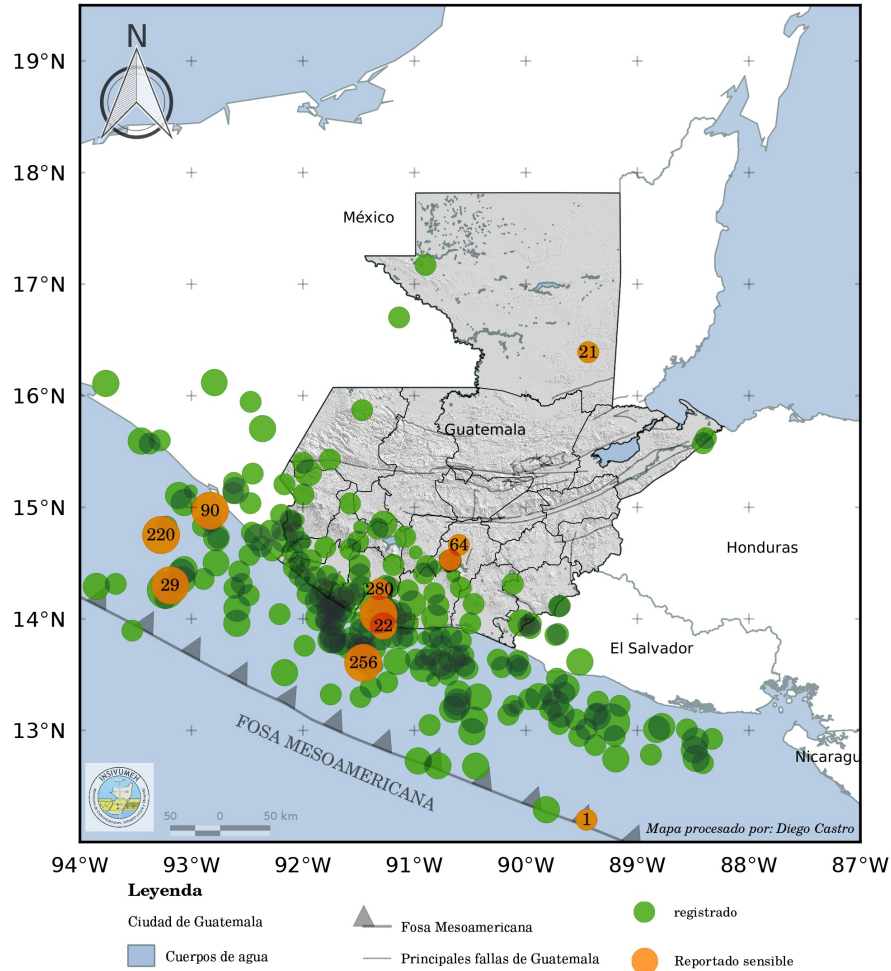 N
19°N
18°N
17°N
16°N
15°N
14°N
13°N
México
21
Guatemala
90
220
64
29
280
22
256
Honduras
El Salvador
Nicaragu
FOSA MESOAMERICANA
1
INSIVUMEH
50 0 50 km
Mapa procesado por: Diego Castro
94°W 93°W 92°W 91°W 90°W 89°W 88°W 87°W
Leyenda
Ciudad de Guatemala
Cuerpos de agua
Fosa Mesoamericana
Principales fallas de Guatemala
registrado
Reportado sensible